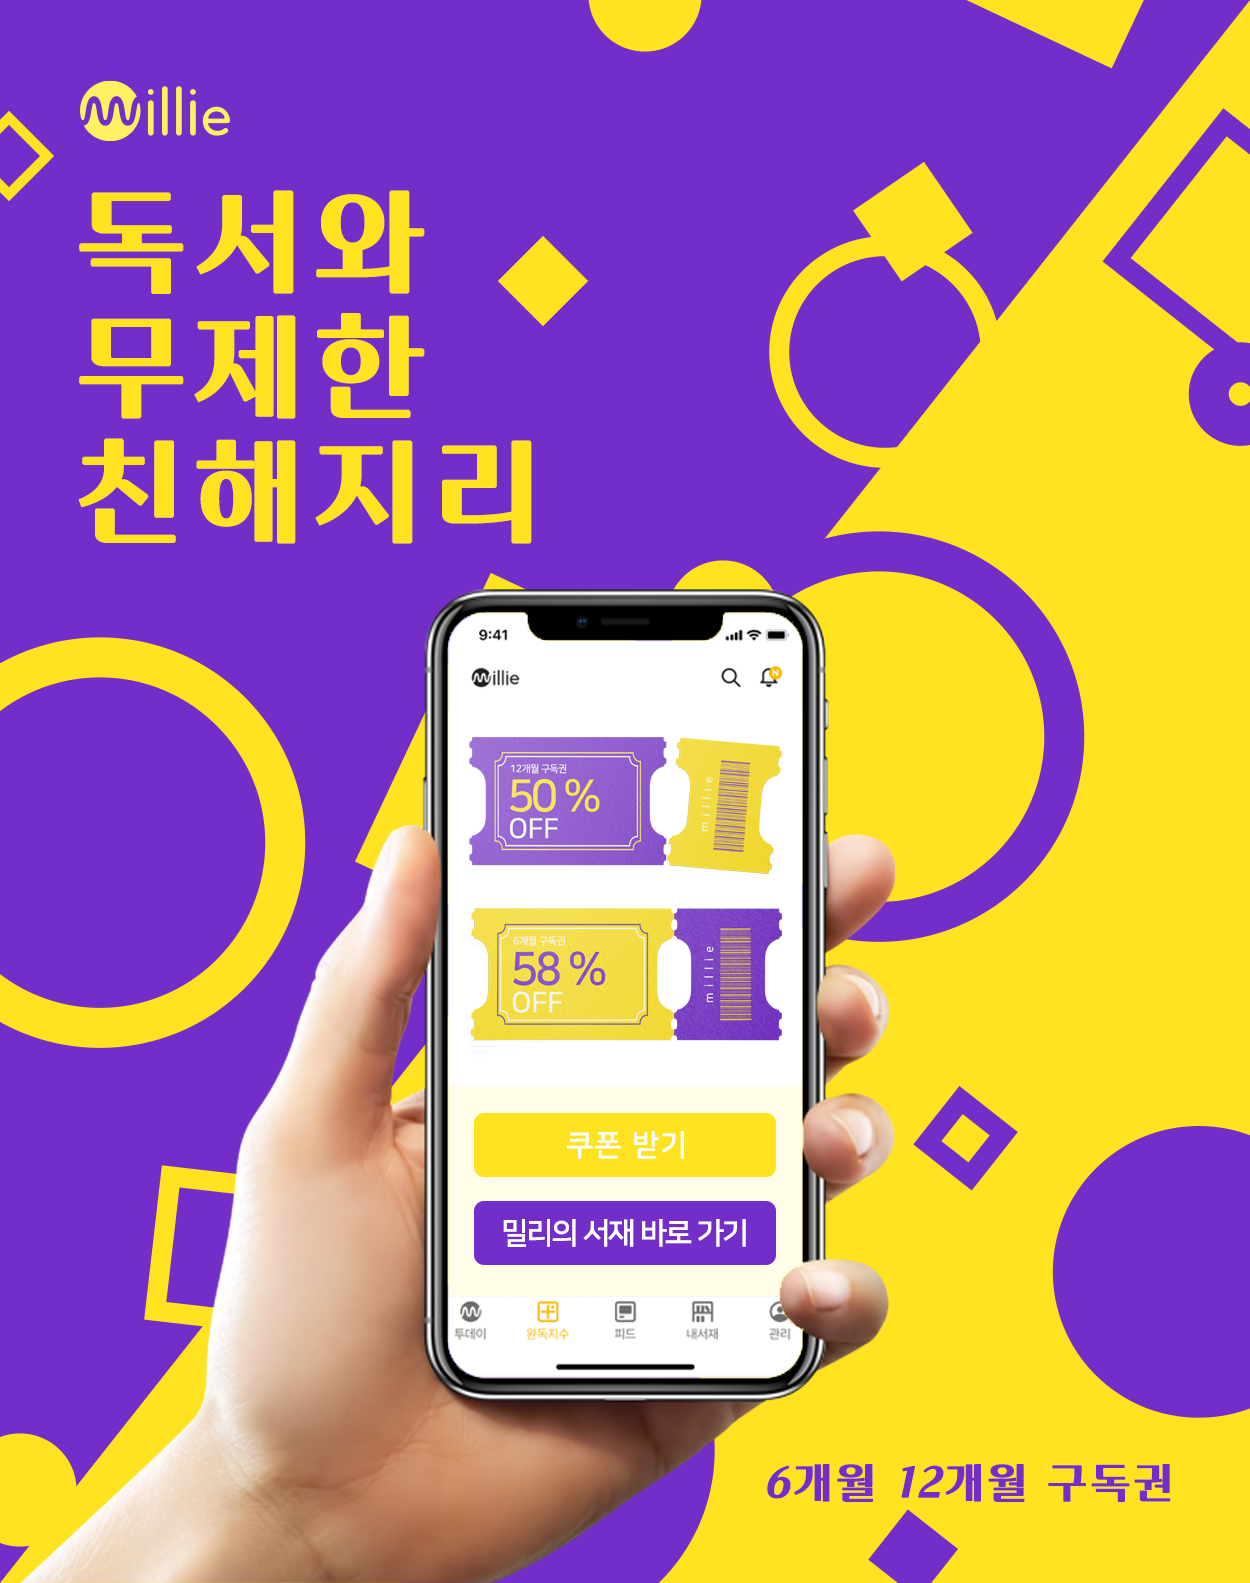 Millie
독서와
무제한
친해지리
9:41
Millie
N
12개월 구독권
50 %
OFF
millie
6개월 구독권
58 %
OFF
millie
쿠폰 받기
밀리의 서재 바로 가기
투데이 완독지수 피드 내서재 관리
6개월 12개월 구독권